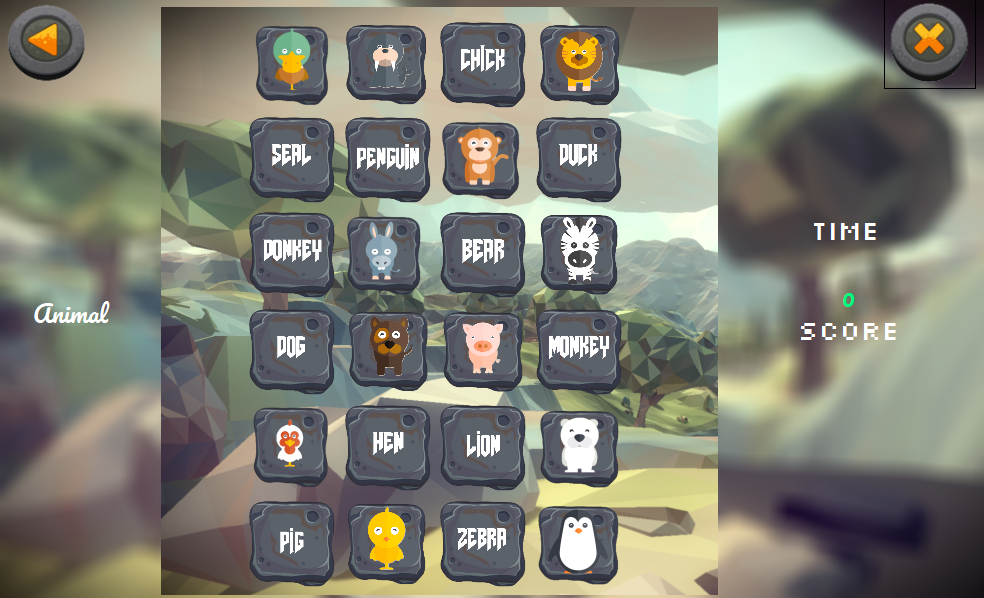 CHICK
SEAL PENGUIN DUCK
DONKEY BEAR
DOG MONKEY
HEN LION
PIG ZEBRA
Animal
TIME
0
SCORE